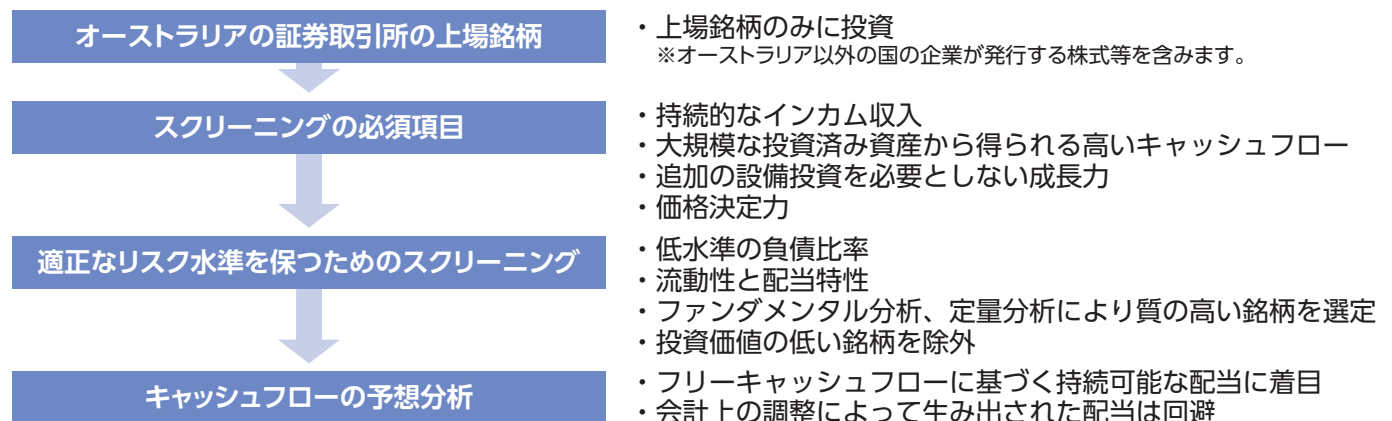 オーストラリアの証券取引所の上場銘柄
・上場銘柄のみに投資
※オーストラリア以外の国の企業が発行する株式等を含みます。
スクリーニングの必須項目
・持続的なインカム収入
・大規模な投資済み資産から得られる高いキャッシュフロー
・追加の設備投資を必要としない成長力
・価格決定力
適正なリスク水準を保つためのスクリーニング
・低水準の負債比率
・流動性と配当特性
・ファンダメンタル分析、定量分析により質の高い銘柄を選定
・投資価値の低い銘柄を除外
キャッシュフローの予想分析
・フリーキャッシュフローに基づく持続可能な配当に着目
・会計上の調整によって生み出された配当は回避